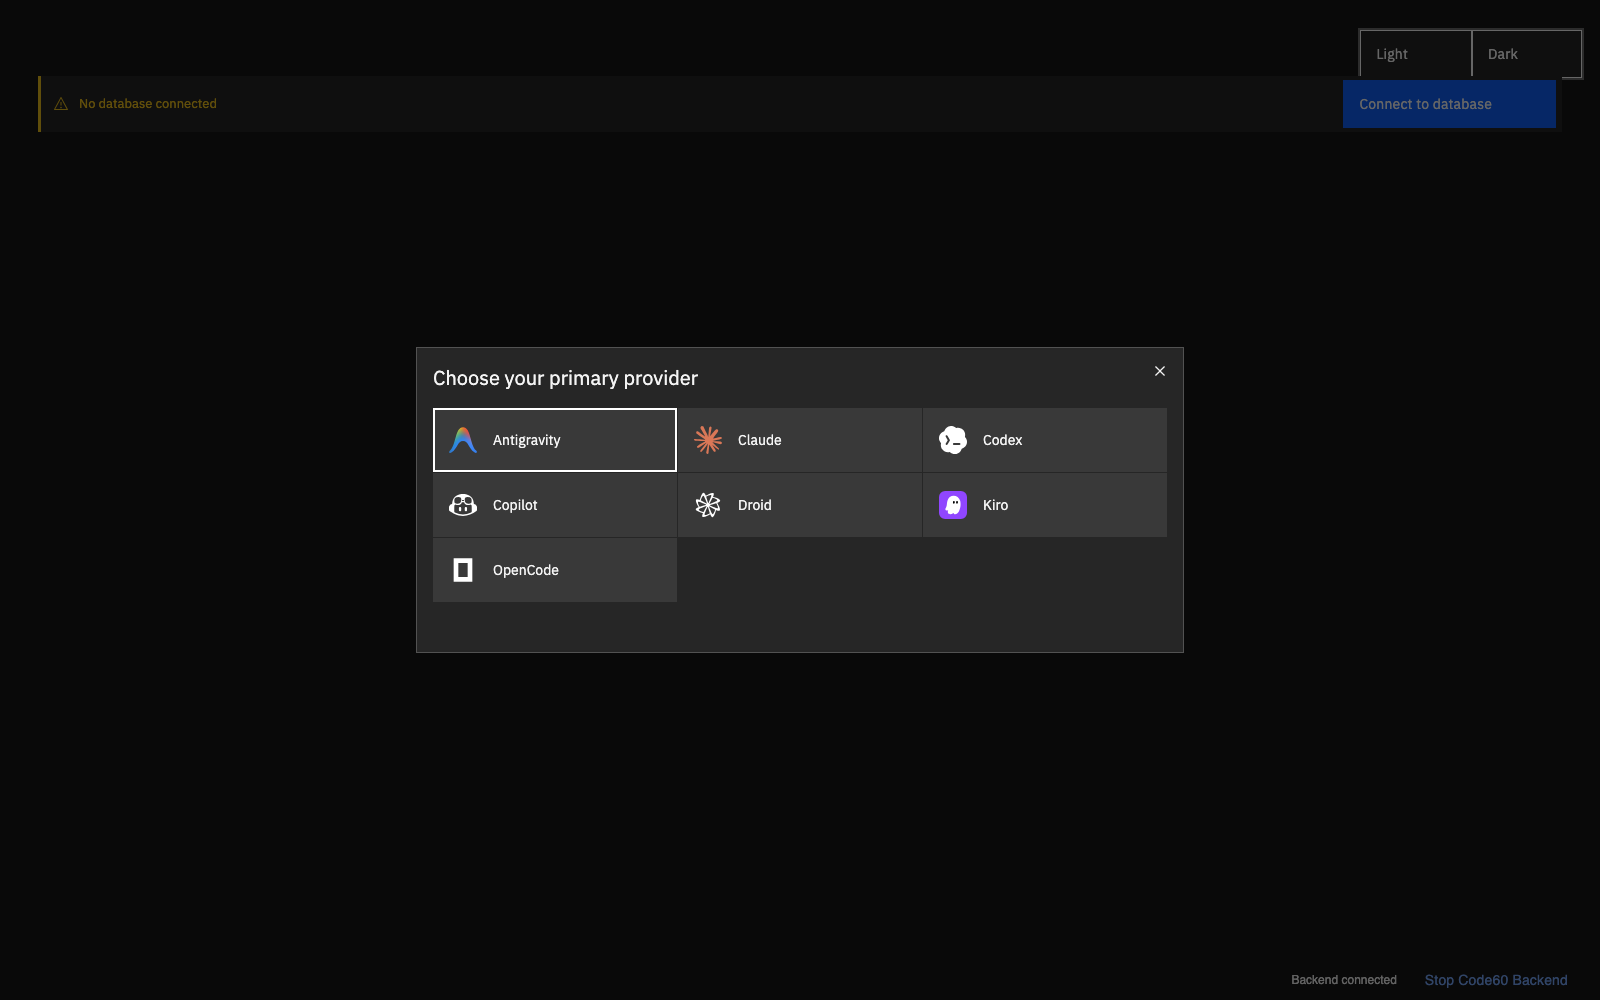 Light
Dark
No database connected
Connect to database
Choose your primary provider
Antigravity
Claude
Codex
Copilot
Droid
Kiro
OpenCode
Backend connected
Stop Code60 Backend